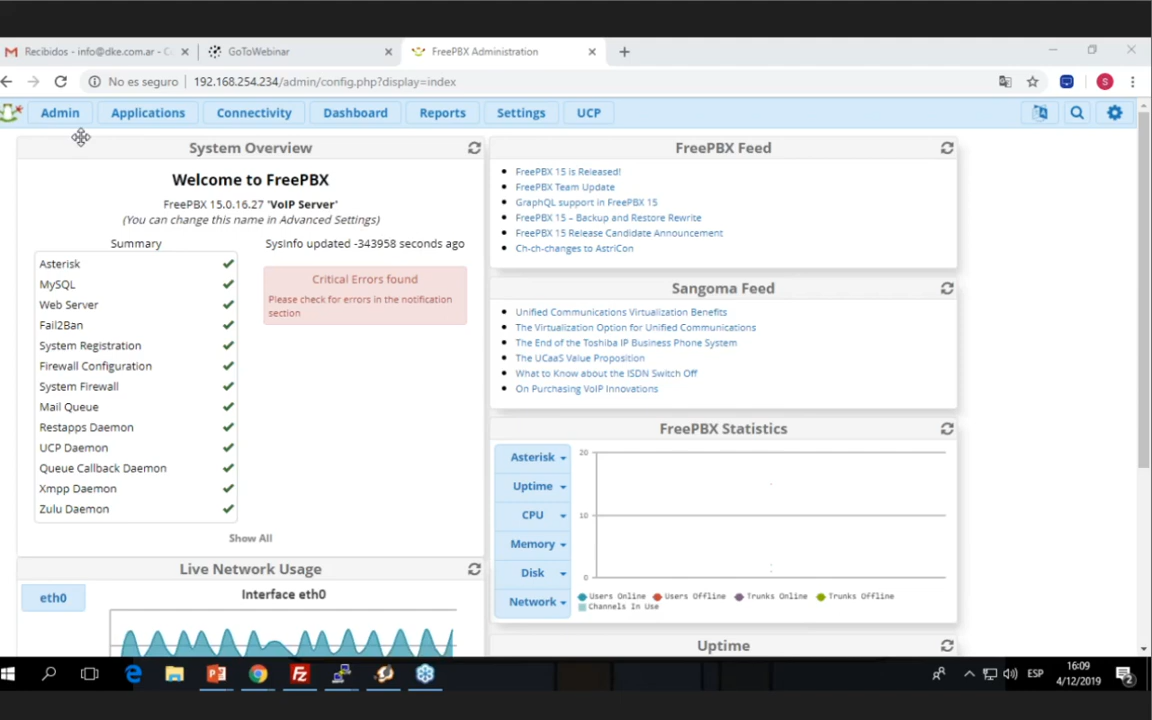 Recibidos - info@dke.com.ar - C
GoToWebinar
FreePBX Administration
No es seguro
192.168.254.234/admin/config.php?display=index
S
Admin
Applications
Connectivity
Dashboard
Reports
Settings
UCP
System Overview
Welcome to FreePBX
FreePBX 15.0.16.27 'VoIP Server'
(You can change this name in Advanced Settings)
Summary
SysInfo updated -343958 seconds ago
Asterisk
MySQL
Web Server
Fail2Ban
System Registration
Firewall Configuration
System Firewall
Mail Queue
Restapps Daemon
UCP Daemon
Queue Callback Daemon
Xmpp Daemon
Zulu Daemon
Critical Errors found
Please check for errors in the notification
section
Show All
Live Network Usage
eth0
Interface eth0
FreePBX Feed
FreePBX 15 is Released!
FreePBX Team Update
GraphQL support in FreePBX 15
FreePBX 15 – Backup and Restore Rewrite
FreePBX 15 Release Candidate Announcement
Ch-ch-changes to AstriCon
Sangoma Feed
Unified Communications Virtualization Benefits
The Virtualization Option for Unified Communications
The End of the Toshiba IP Business Phone System
The UCaaS Value Proposition
What to Know about the ISDN Switch Off
On Purchasing VoIP Innovations
FreePBX Statistics
Asterisk
Uptime
CPU
Memory
Disk
Network
20
10
0
Users Online
Users Offline
Trunks Online
Trunks Offline
Channels In Use
Uptime
ESP
16:09
4/12/2019
2